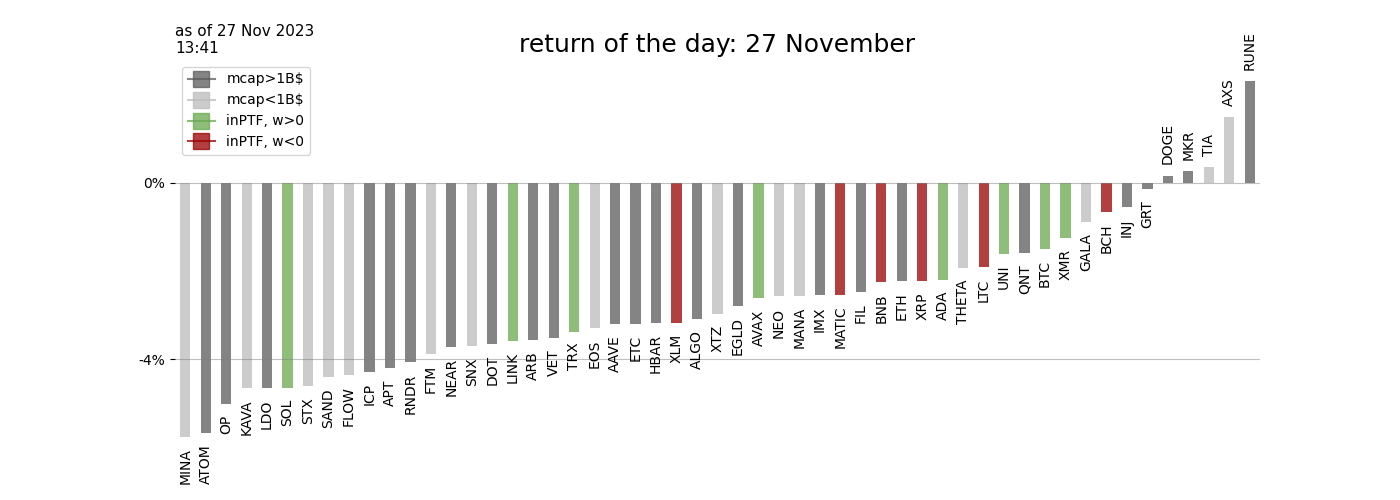 as of 27 Nov 2023
13:41
return of the day: 27 November
mcap>1B$
mcap<1B$
inPTF, w>0
inPTF, w<0
0%
-4%
MINA
ATOM
OP
KAVA
LDO
SOL
STX
SAND
FLOW
ICP
APT
RNDR
FTM
NEAR
SNX
DOT
LINK
ARB
VET
TRX
EOS
AAVE
ETC
HBAR
XLM
ALGO
XTZ
EGLD
AVAX
NEO
MANA
IMX
MATIC
FIL
BNB
ETH
XRP
ADA
THETA
LTC
UNI
QNT
BTC
XMR
GALA
BCH
INJ
GRT
DOGE
MKR
TIA
AXS
RUNE